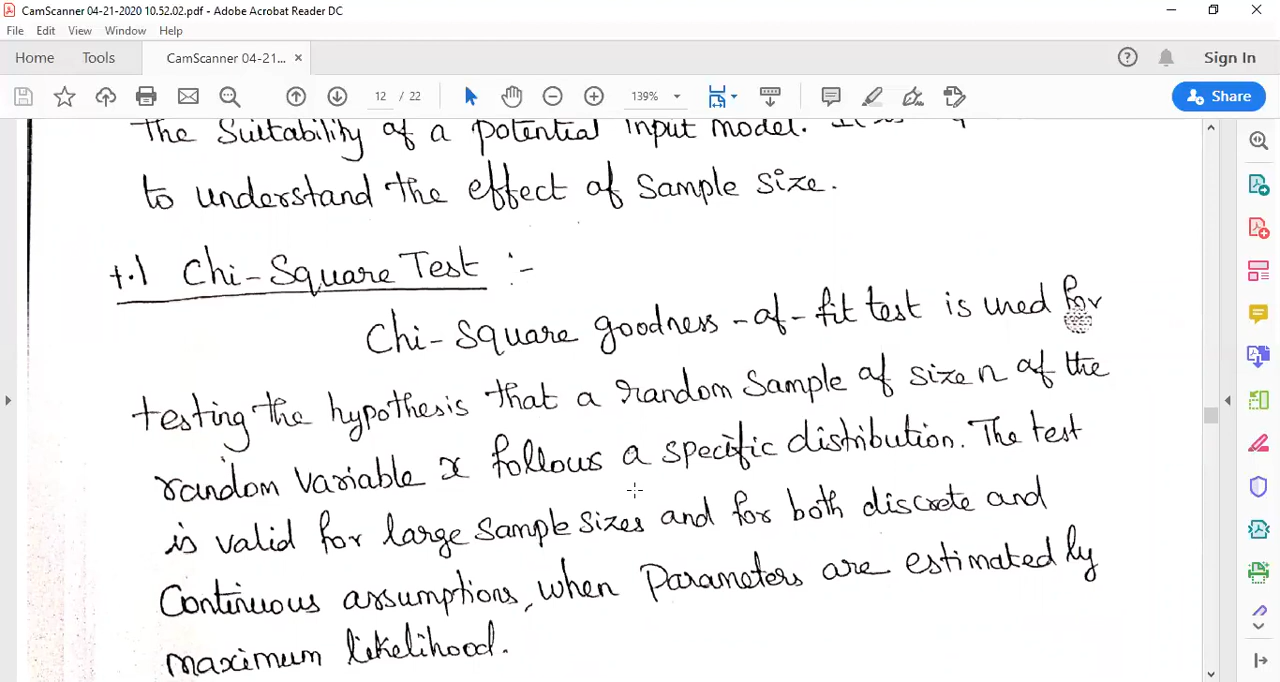 CamScanner 04-21-2020 10.52.02.pdf - Adobe Acrobat Reader DC
File Edit View Window Help
Home Tools CamScanner 04-21... × Sign In
12 / 22 139% Share
The Suitability of a potential input model.
to understand the effect of Sample size.
Chi-Square Test :-
Chi-Square goodness-of-fit test is used for
testing the hypothesis that a random Sample of size n of the
random variable x follows a specific distribution. The test
is valid for large sample sizes and for both discrete and
Continuous assumptions, when Parameters are estimated by
maximum likelihood.